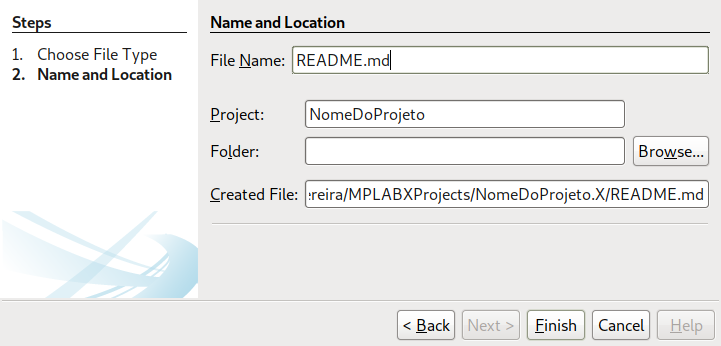 Steps
1. Choose File Type
2. Name and Location
Name and Location
File Name: README.md
Project: NomeDoProjeto
Folder: Browse...
Created File: ereira/MPLABXProjects/NomeDoProjeto.X/README.md
< Back Next > Finish Cancel Help